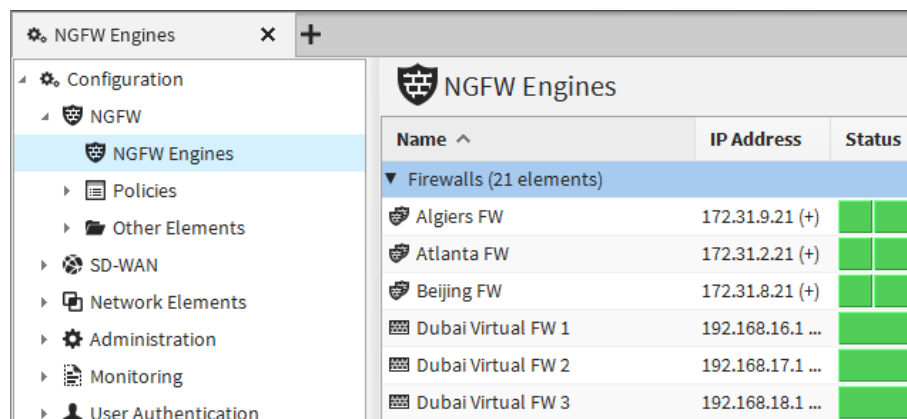 NGFW Engines
Configuration
NGFW
NGFW Engines
Policies
Other Elements
SD-WAN
Network Elements
Administration
Monitoring
User Authentication
NGFW Engines
Name IP Address Status
Firewalls (21 elements)
Algiers FW 172.31.9.21 (+)
Atlanta FW 172.31.2.21 (+)
Beijing FW 172.31.8.21 (+)
Dubai Virtual FW 1 192.168.16.1 ...
Dubai Virtual FW 2 192.168.17.1 ...
Dubai Virtual FW 3 192.168.18.1 ...